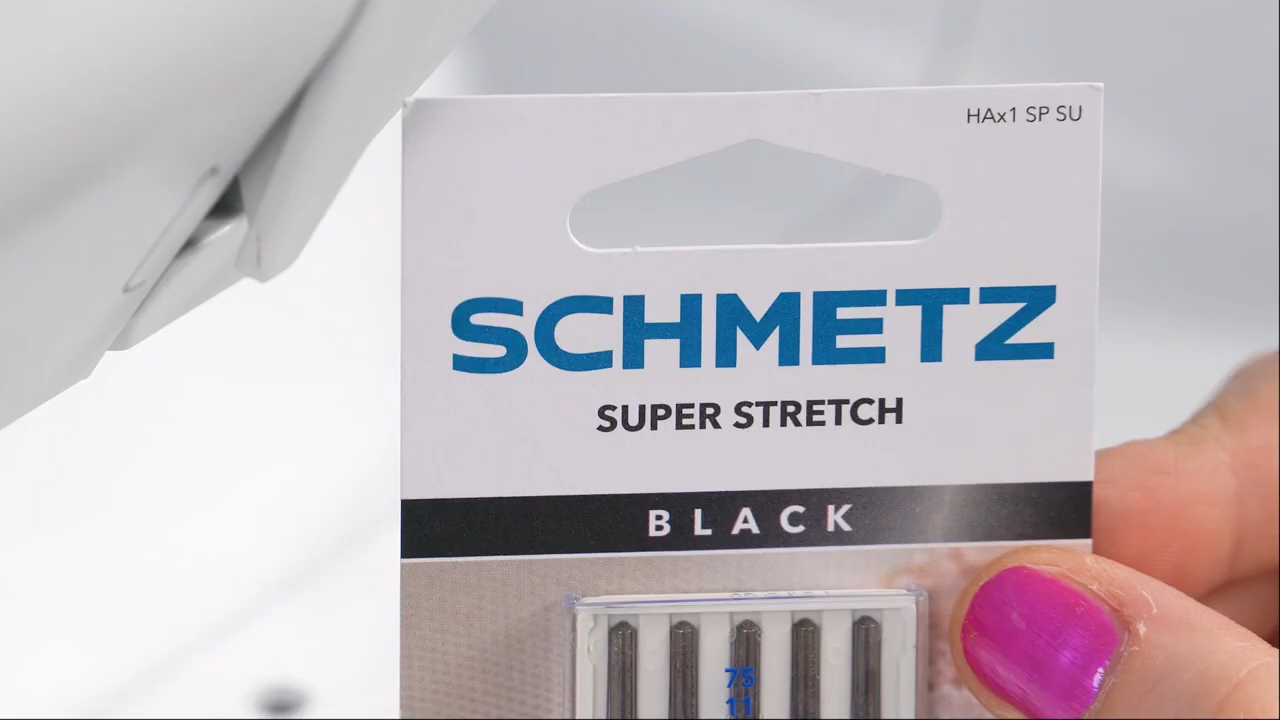 HAx1 SP SU
SCHMETZ
SUPER STRETCH
BLACK
75
11